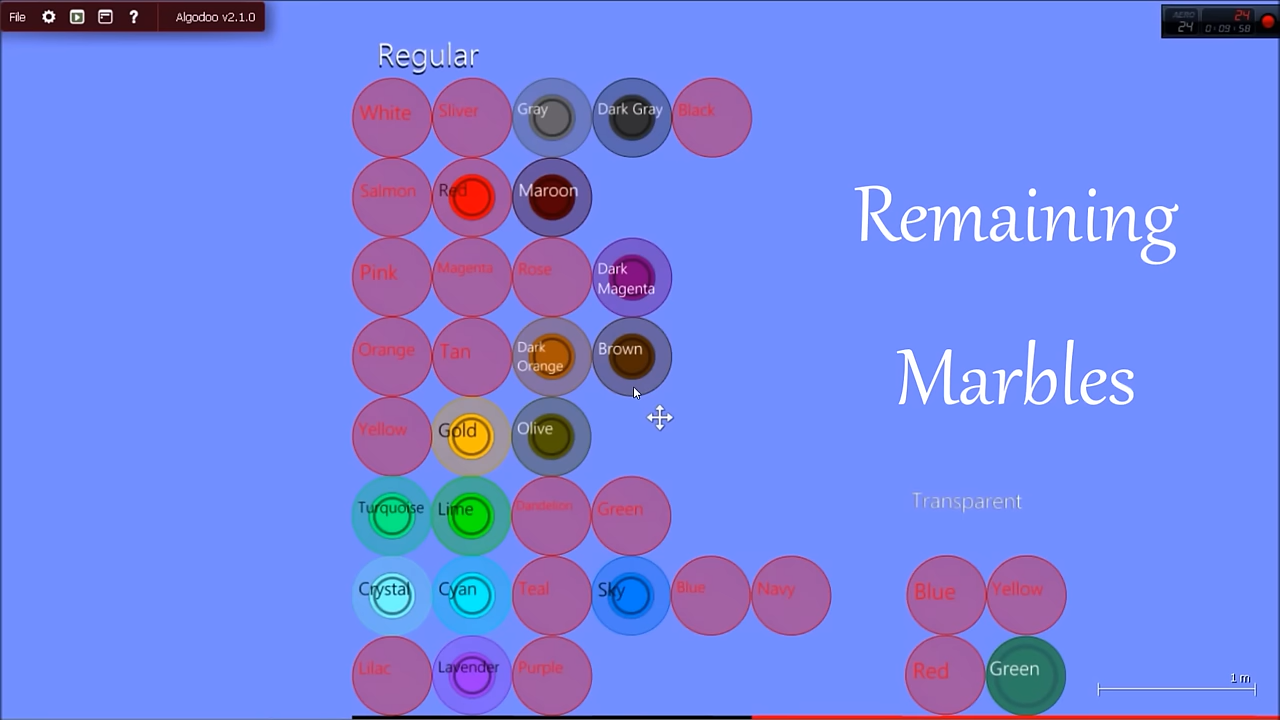 File Algodoo v2.1.0
24
24 0:09:58
Regular
White Sliver Gray Dark Gray Black
Salmon Red Maroon
Pink Magenta Rose Dark Magenta
Orange Tan Dark Orange Brown
Yellow Gold Olive
Turquoise Lime Dandelion Green
Crystal Cyan Teal Sky Blue Navy
Lilac Lavender Purple
Remaining
Marbles
Transparent
Blue Yellow
Red Green
1 m